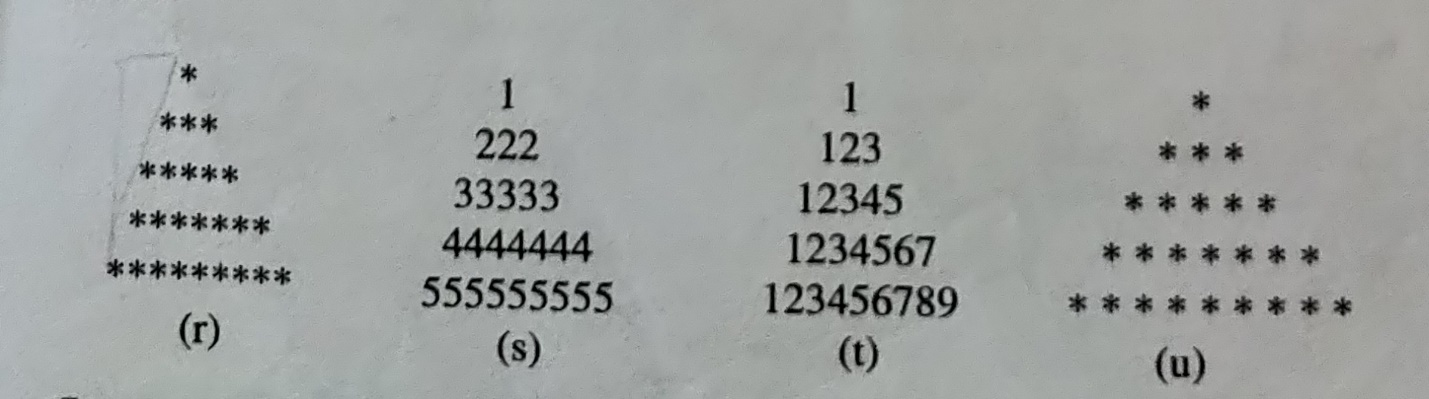 *
***
*****
*******
*********
(r)
1
222
33333
4444444
555555555
(s)
1
123
12345
1234567
123456789
(t)
*
* * *
* * * * *
* * * * * * *
* * * * * * * * *
(u)